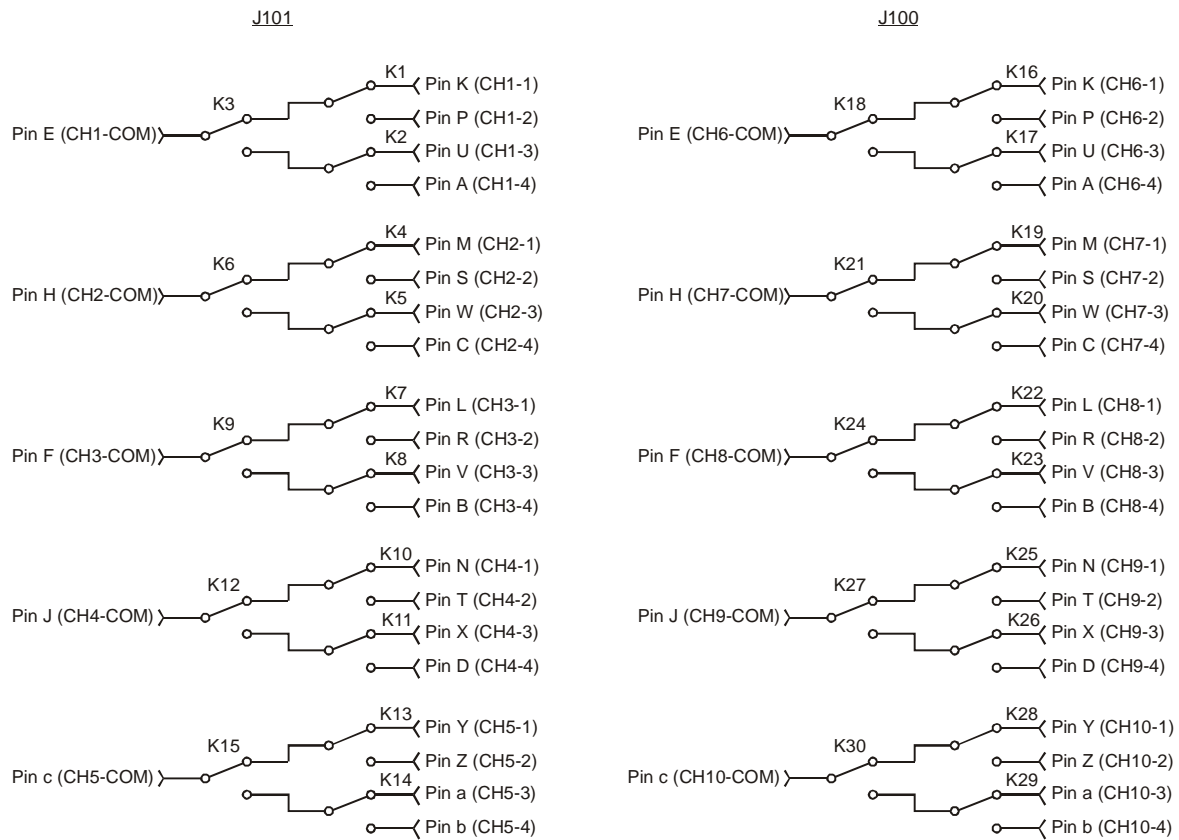 J101
K1
Pin K (CH1-1)
K3
Pin P (CH1-2)
Pin E (CH1-COM)
K2
Pin U (CH1-3)
Pin A (CH1-4)
K4
Pin M (CH2-1)
K6
Pin S (CH2-2)
Pin H (CH2-COM)
K5
Pin W (CH2-3)
Pin C (CH2-4)
K7
Pin L (CH3-1)
K9
Pin R (CH3-2)
Pin F (CH3-COM)
K8
Pin V (CH3-3)
Pin B (CH3-4)
K10
Pin N (CH4-1)
K12
Pin T (CH4-2)
Pin J (CH4-COM)
K11
Pin X (CH4-3)
Pin D (CH4-4)
K13
Pin Y (CH5-1)
K15
Pin Z (CH5-2)
Pin c (CH5-COM)
K14
Pin a (CH5-3)
Pin b (CH5-4)
J100
K16
Pin K (CH6-1)
K18
Pin P (CH6-2)
Pin E (CH6-COM)
K17
Pin U (CH6-3)
Pin A (CH6-4)
K19
Pin M (CH7-1)
K21
Pin S (CH7-2)
Pin H (CH7-COM)
K20
Pin W (CH7-3)
Pin C (CH7-4)
K22
Pin L (CH8-1)
K24
Pin R (CH8-2)
Pin F (CH8-COM)
K23
Pin V (CH8-3)
Pin B (CH8-4)
K25
Pin N (CH9-1)
K27
Pin T (CH9-2)
Pin J (CH9-COM)
K26
Pin X (CH9-3)
Pin D (CH9-4)
K28
Pin Y (CH10-1)
K30
Pin Z (CH10-2)
Pin c (CH10-COM)
K29
Pin a (CH10-3)
Pin b (CH10-4)